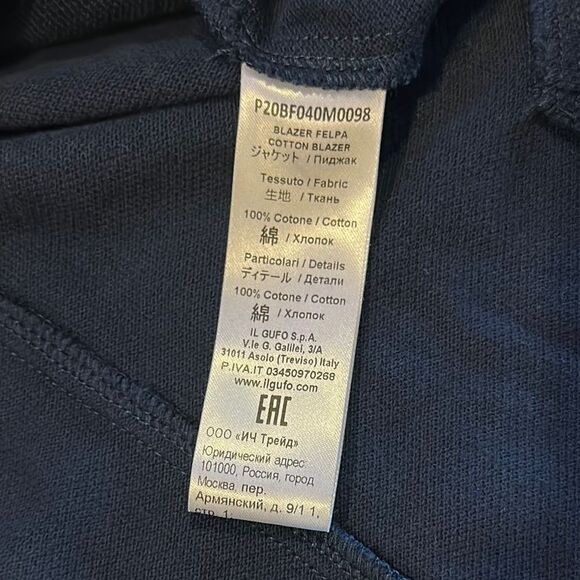 P20BF040M0098
BLAZER FELPA
COTTON BLAZER
ジャケット / Пиджак
Tessuto / Fabric
生地 / Ткань
100% Cotone / Cotton
綿 / Хлопок
Particolari / Details
ディテール / Детали
100% Cotone / Cotton
綿 / Хлопок
IL GUFO S.p.A.
V.le G. Galilei, 3/A
31011 Asolo (Treviso) Italy
P.IVA.IT 03450970268
www.ilgufo.com
EAC
ООО «ИЧ Трейд»
Юридический адрес
101000, Россия, город
Москва, пер.
Армянский, д. 9/1 1,
стр. 1.